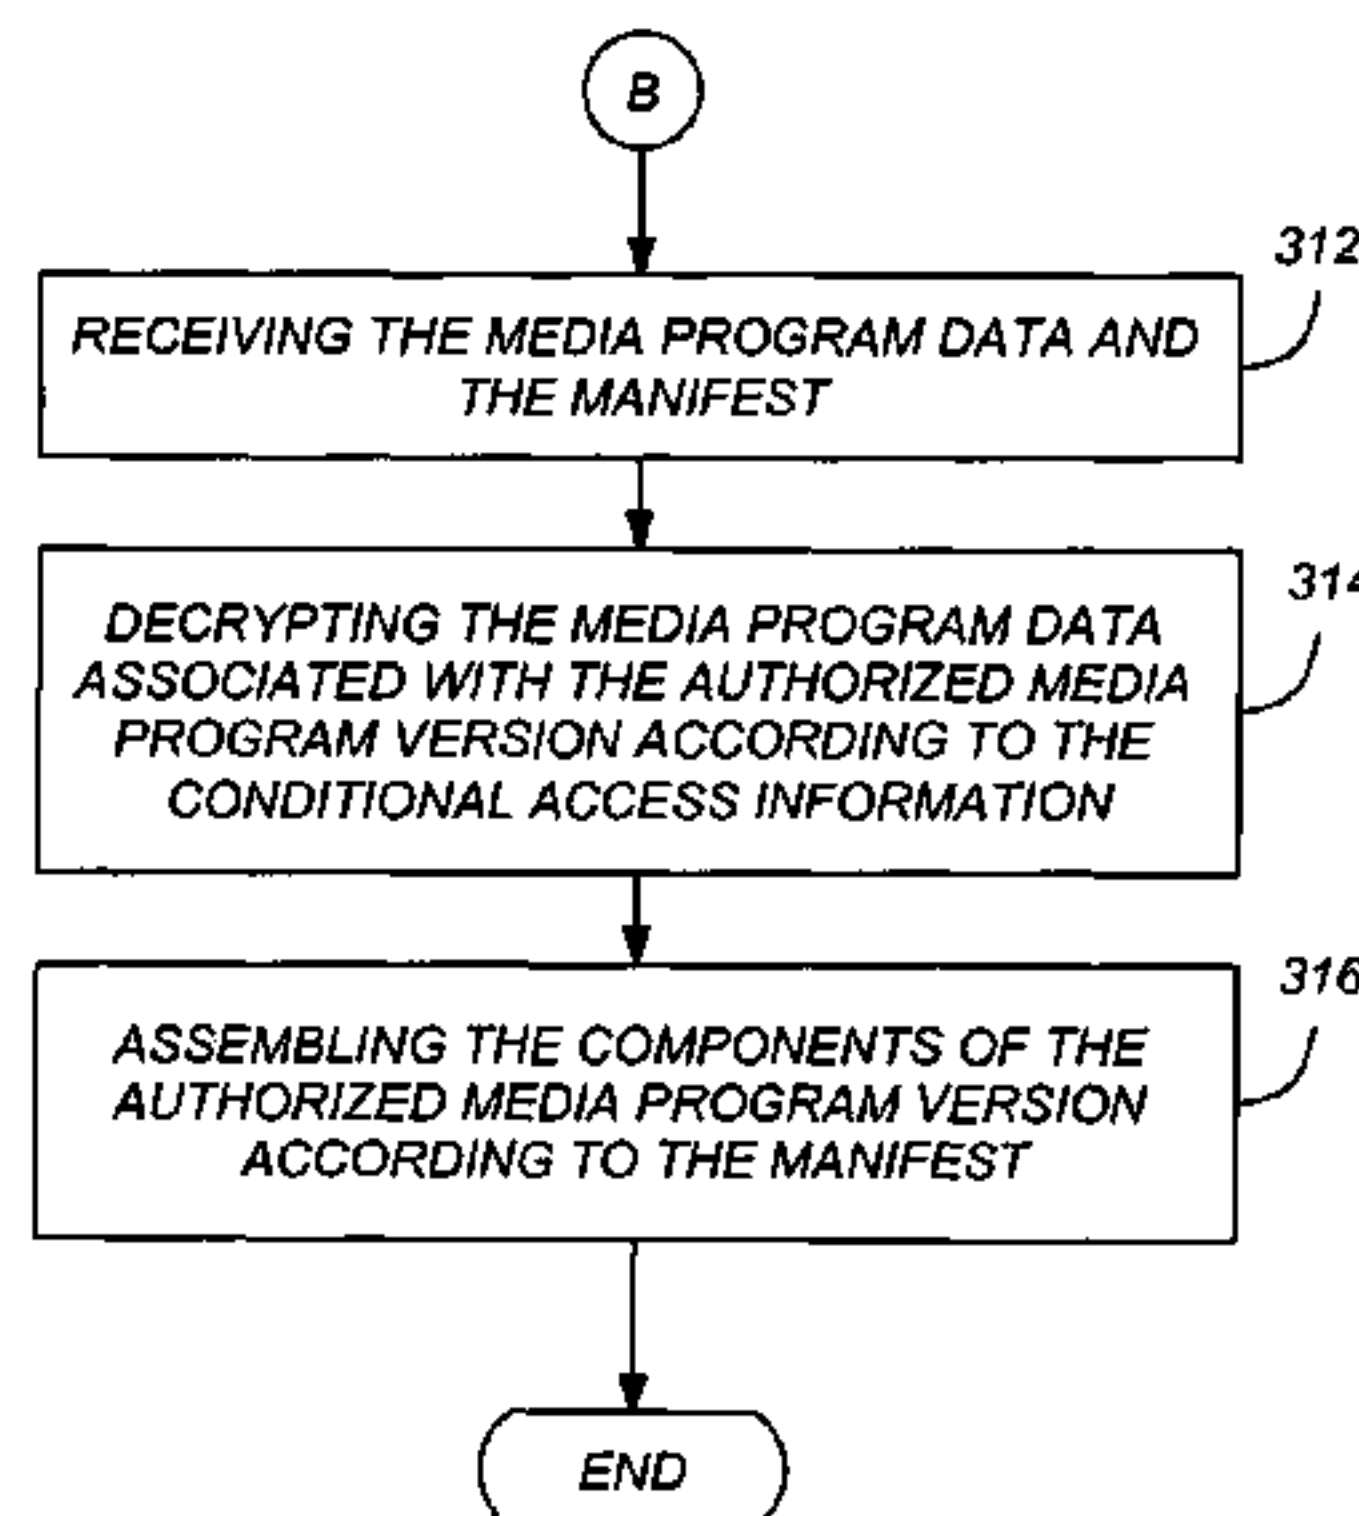 B
312
RECEIVING THE MEDIA PROGRAM DATA AND
THE MANIFEST
314
DECRYPTING THE MEDIA PROGRAM DATA
ASSOCIATED WITH THE AUTHORIZED MEDIA
PROGRAM VERSION ACCORDING TO THE
CONDITIONAL ACCESS INFORMATION
316
ASSEMBLING THE COMPONENTS OF THE
AUTHORIZED MEDIA PROGRAM VERSION
ACCORDING TO THE MANIFEST
END